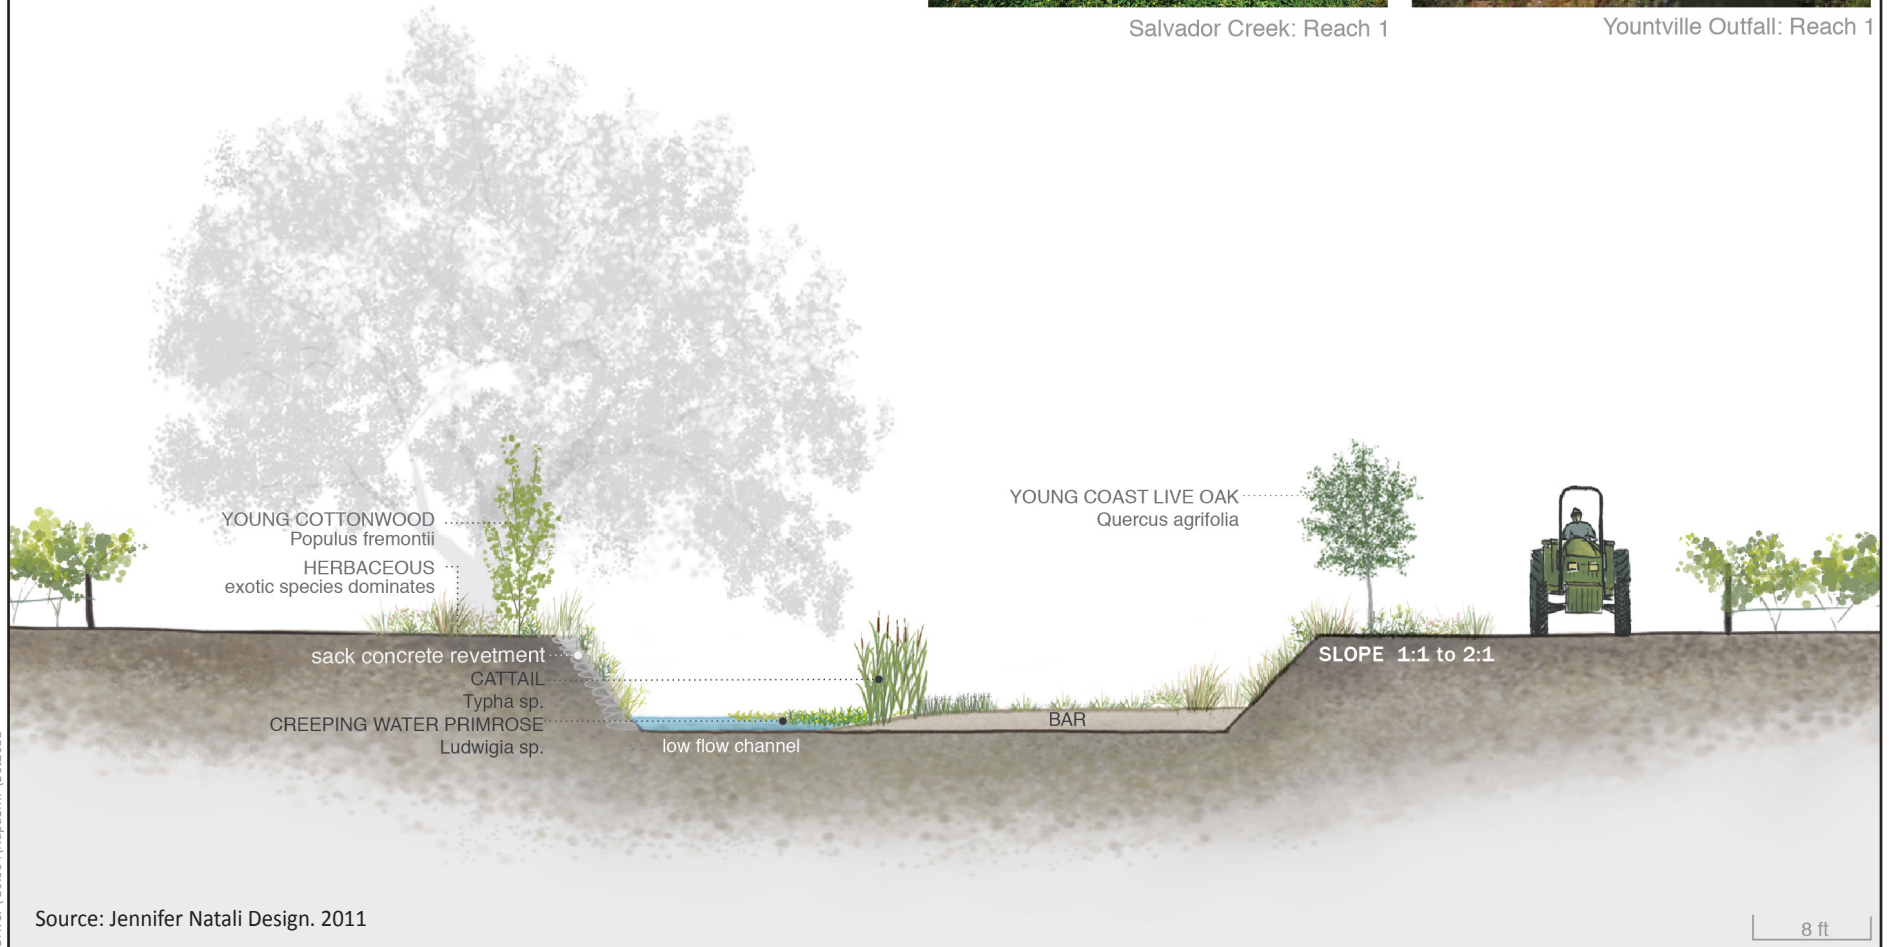 Salvador Creek: Reach 1
Yountville Outfall: Reach 1
YOUNG COTTONWOOD
Populus fremontii
HERBACEOUS
exotic species dominates
YOUNG COAST LIVE OAK
Quercus agrifolia
sack concrete revetment
CATTAIL
Typha sp.
CREEPING WATER PRIMROSE
Ludwigia sp.
low flow channel
BAR
SLOPE 1:1 to 2:1
Source: Jennifer Natali Design. 2011
8 ft